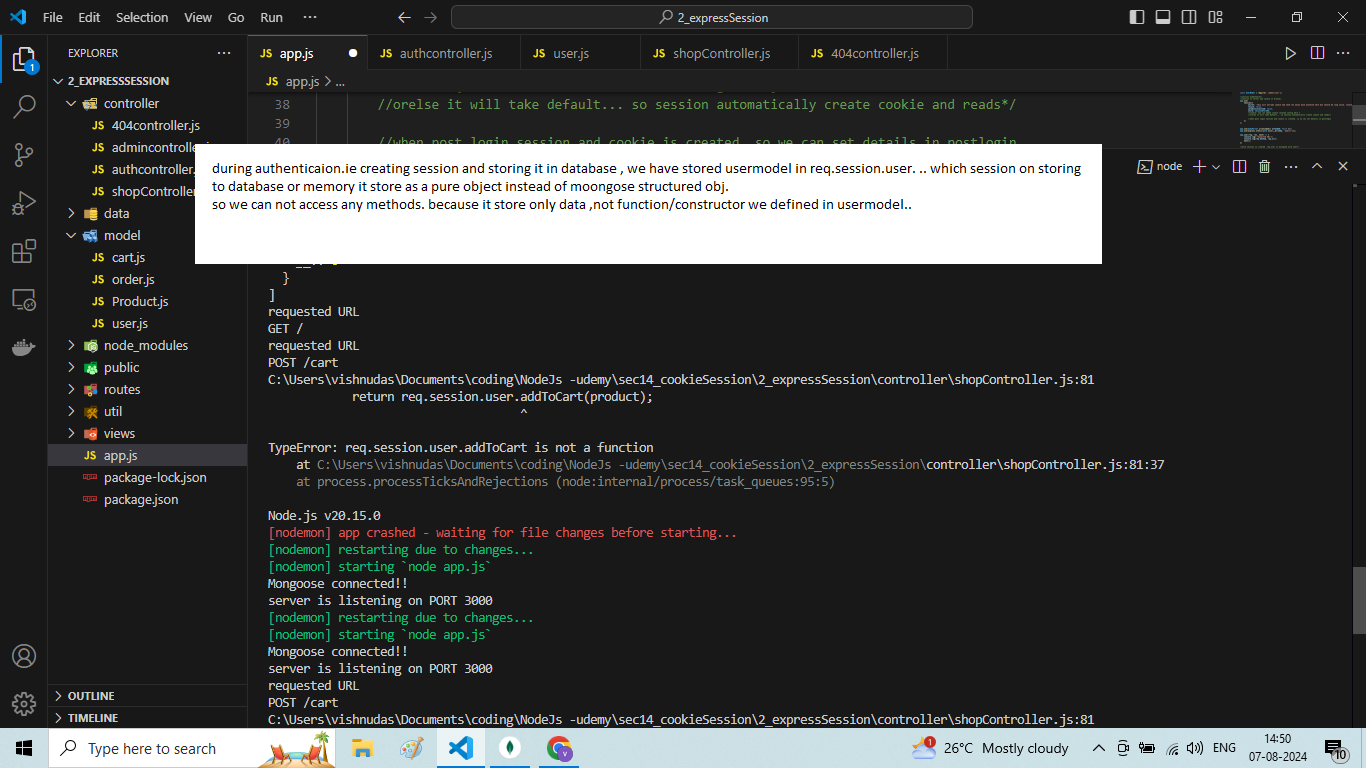 File Edit Selection View Go Run ··· 2_expressSession
EXPLORER ···
JS app.js JS authcontroller.js JS user.js JS shopController.js JS 404controller.js
JS app.js > ...
2_EXPRESSSESSION
controller
JS 404controller.js
JS admincontrolle
JS authcontroller.
JS shopController
data
model
JS cart.js
JS order.js
JS Product.js
JS user.js
node_modules
public
routes
util
views
JS app.js
package-lock.json
package.json
OUTLINE
TIMELINE
1
38 //orelse it will take default... so session automatically create cookie and reads*/
39
40 //when post login session and cookie is created, so we can set details in postlogin
node
during authenticaion.ie creating session and storing it in database , we have stored usermodel in req.session.user. .. which session on storing
to database or memory it store as a pure object instead of moongose structured obj.
so we can not access any methods. because it store only data ,not function/constructor we defined in usermodel..
}
]
requested URL
GET /
requested URL
POST /cart
C:\Users\vishnudas\Documents\coding\NodeJs -udemy\sec14_cookieSession\2_expressSession\controller\shopController.js:81
return req.session.user.addToCart(product);
^
TypeError: req.session.user.addToCart is not a function
at C:\Users\vishnudas\Documents\coding\NodeJs -udemy\sec14_cookieSession\2_expressSession\controller\shopController.js:81:37
at process.processTicksAndRejections (node:internal/process/task_queues:95:5)
Node.js v20.15.0
[nodemon] app crashed - waiting for file changes before starting...
[nodemon] restarting due to changes...
[nodemon] starting `node app.js`
Mongoose connected!!
server is listening on PORT 3000
[nodemon] restarting due to changes...
[nodemon] starting `node app.js`
Mongoose connected!!
server is listening on PORT 3000
requested URL
POST /cart
C:\Users\vishnudas\Documents\coding\NodeJs -udemy\sec14_cookieSession\2_expressSession\controller\shopController.js:81
Type here to search
V
1
26°C Mostly cloudy
ENG
14:50
07-08-2024
10